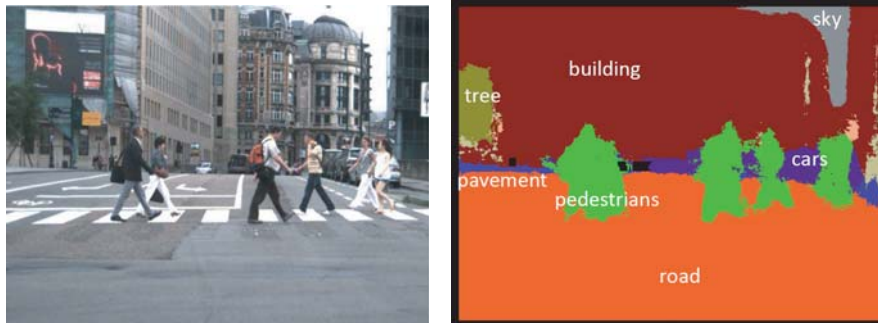 sky
building
tree
cars
pavement
pedestrians
road